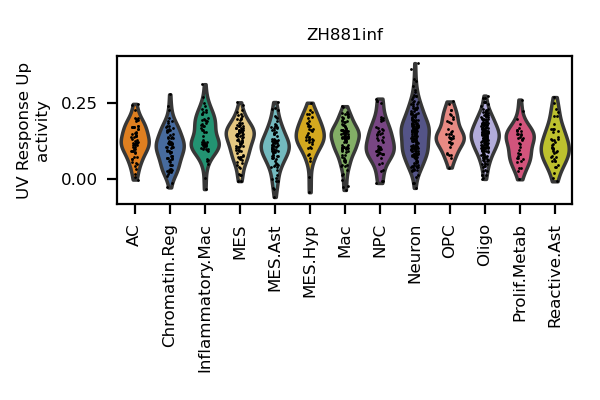 ZH881inf
UV Response Up
activity
0.25
0.00
AC
Chromatin.Reg
Inflammatory.Mac
MES
MES.Ast
MES.Hyp
Mac
NPC
Neuron
OPC
Oligo
Prolif.Metab
Reactive.Ast